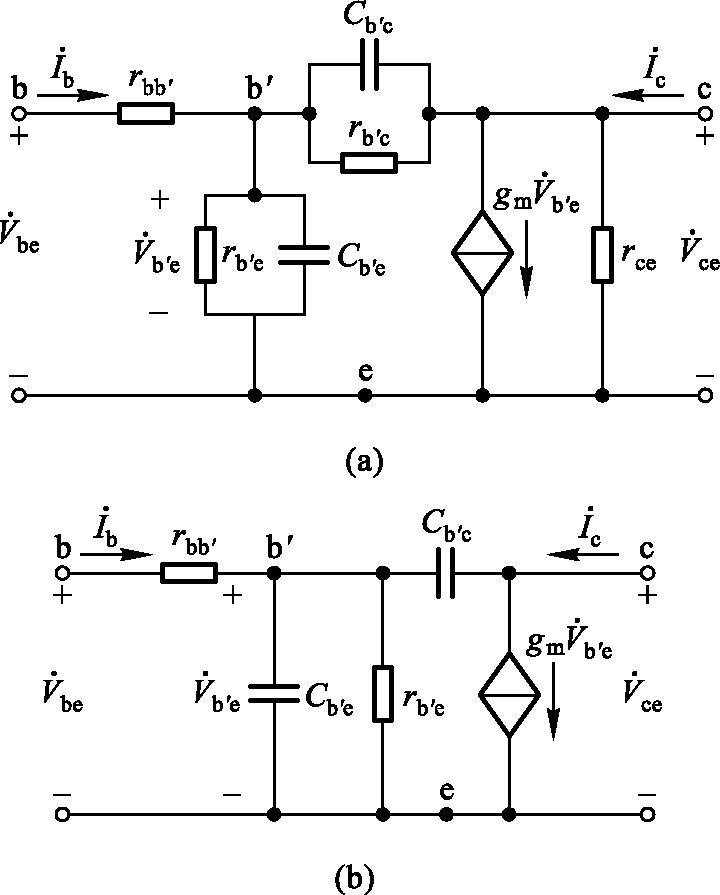 C_b′c
b İ_b r_bb′ b′ İ_c c
+ r_b′c +
+ g_m V̇_b′e
V̇_be V̇_b′e r_b′e C_b′e r_ce V̇_ce
−
− e −
(a)
C_b′c
b İ_b r_bb′ b′ İ_c c
+ + +
g_m V̇_b′e
V̇_be V̇_b′e C_b′e r_b′e V̇_ce
− − e −
(b)